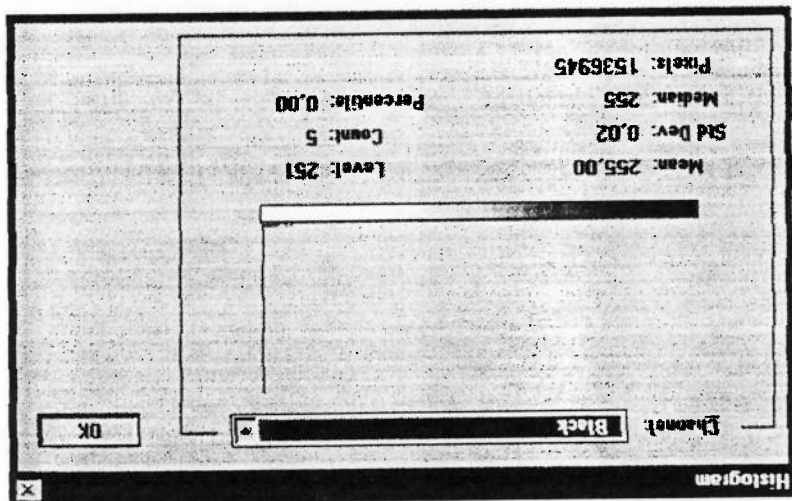 Histogram
Channel: Black
OK
Mean: 255,00 Level: 251
Std Dev: 0,02 Count: 5
Median: 255 Percentile: 0,00
Pixels: 1536945